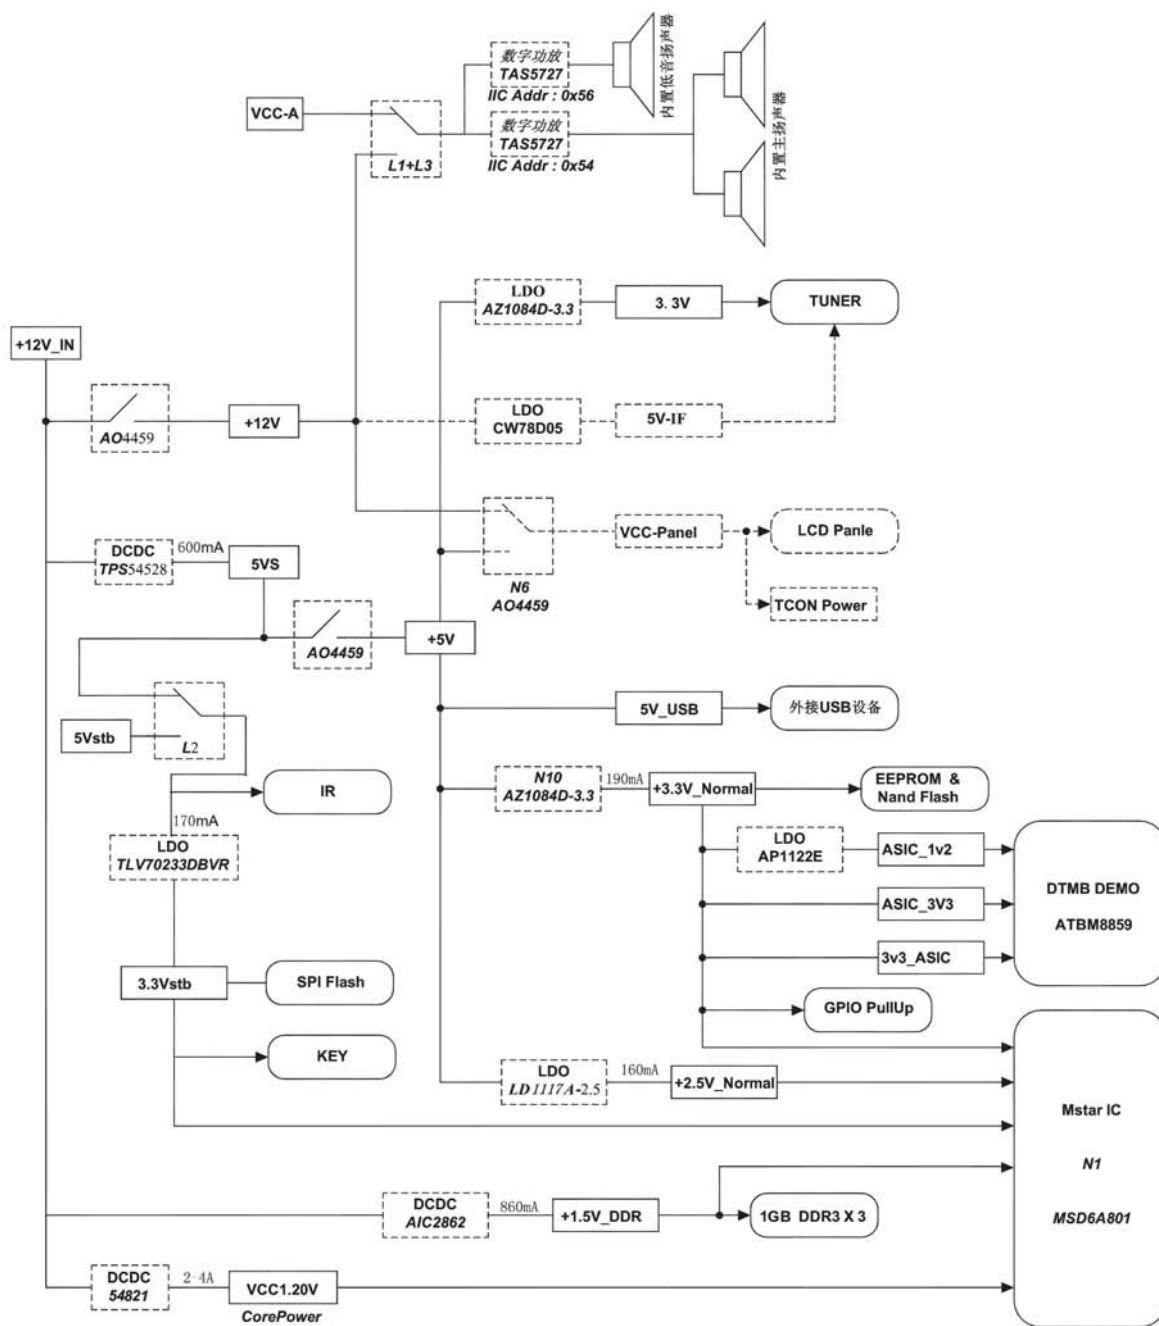 数字功放
TAS5727
IIC Addr : 0x56
内置低音扬声器
VCC-A
L1+L3
数字功放
TAS5727
IIC Addr : 0x54
内置主扬声器
LDO
AZ1084D-3.3
3.3V
TUNER
+12V_IN
AO4459
+12V
LDO
CW78D05
5V-IF
VCC-Panel
LCD Panle
N6
AO4459
TCON Power
DCDC
TPS54528
600mA
5VS
AO4459
+5V
5V_USB
外接USB设备
5Vstb
L2
IR
N10
AZ1084D-3.3
190mA
+3.3V_Normal
EEPROM &
Nand Flash
170mA
LDO
TLV70233DBVR
LDO
AP1122E
ASIC_1v2
ASIC_3V3
3v3_ASIC
DTMB DEMO
ATBM8859
3.3Vstb
SPI Flash
GPIO PullUp
KEY
LDO
LD1117A-2.5
160mA
+2.5V_Normal
Mstar IC
N1
MSD6A801
DCDC
AIC2862
860mA
+1.5V_DDR
1GB DDR3 X 3
DCDC
54821
2-4A
VCC1.20V
CorePower